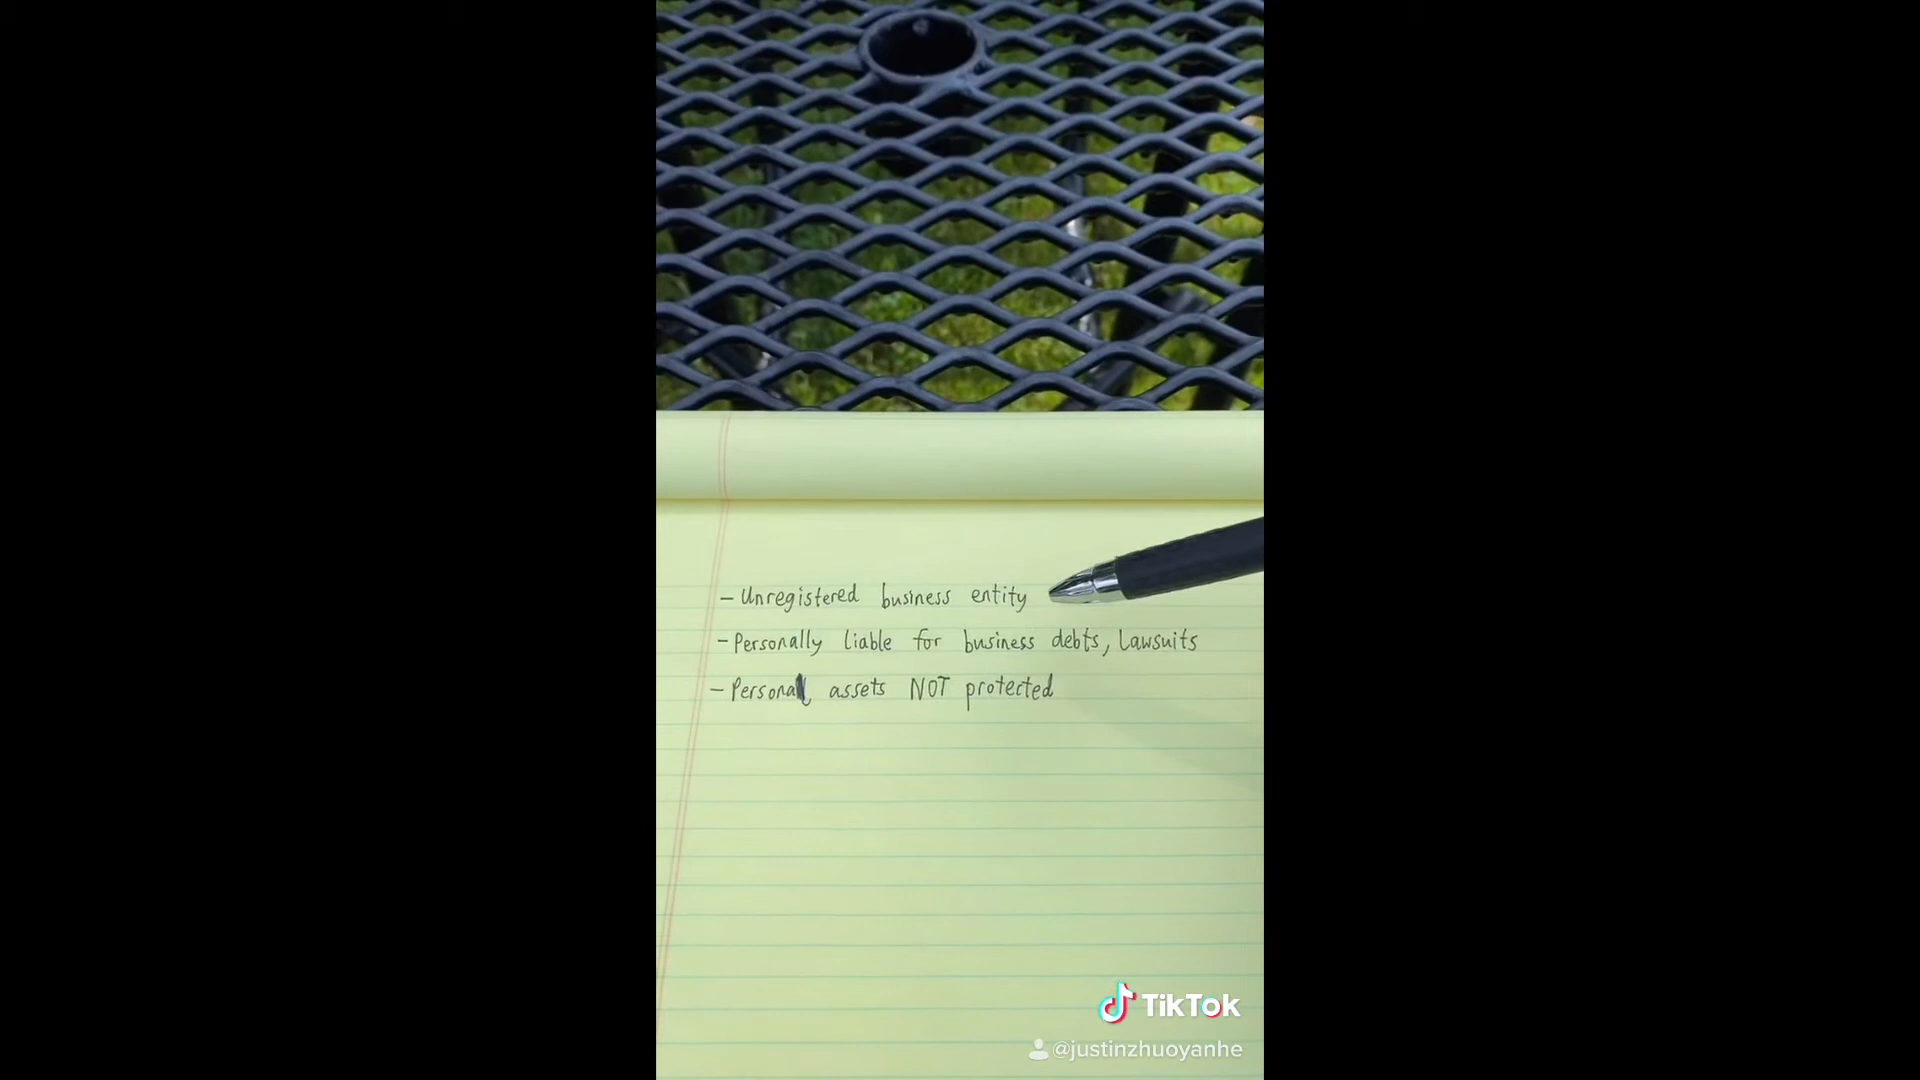 - Unregistered business entity
- Personally liable for business debts, Lawsuits
- Personal assets NOT protected
TikTok
@justinzhuoyanhe